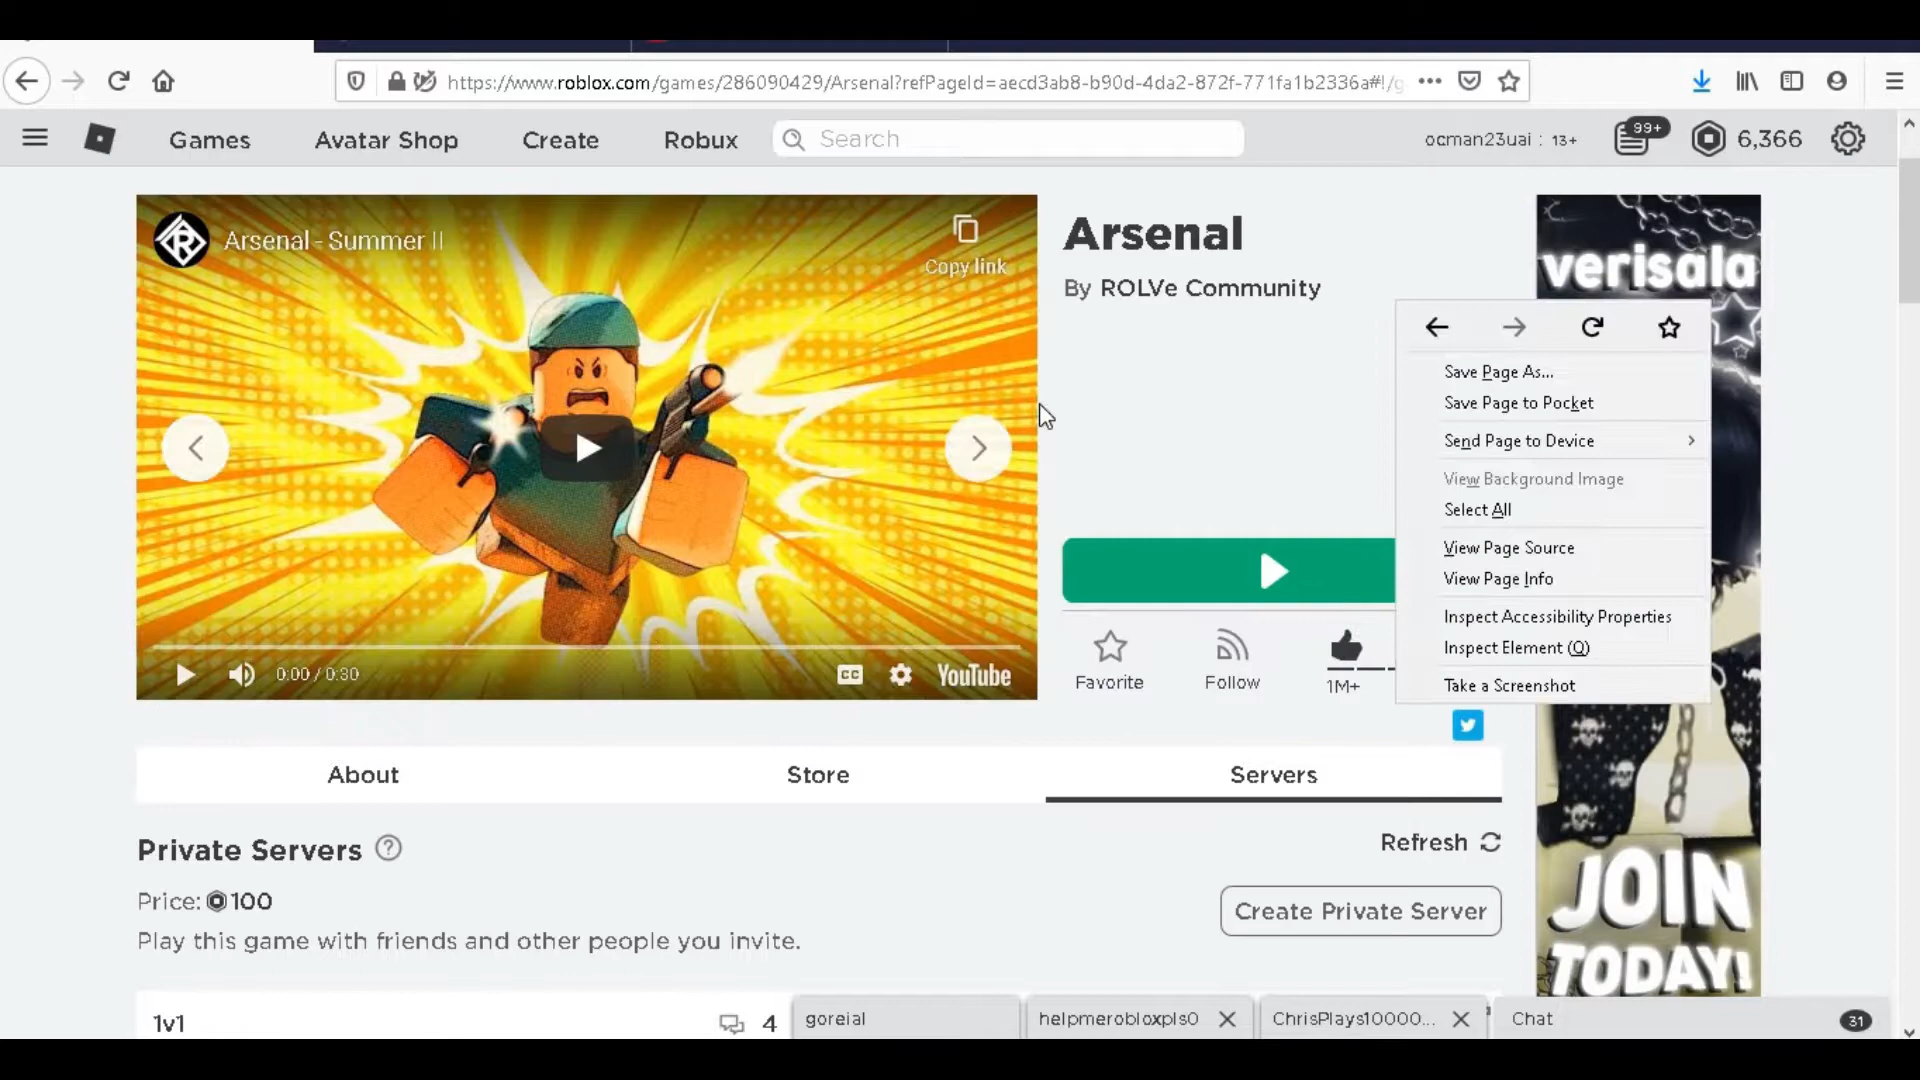 https://www.roblox.com/games/286090429/Arsenal?refPageId=aecd3ab8-b90d-4da2-872f-771fa1b2336a#!/g
Games
Avatar Shop
Create
Robux
Search
ocman23uai : 13+
99+
6,366
Arsenal - Summer II
Copy link
0:00 / 0:30
CC
YouTube
Arsenal
By ROLVe Community
Favorite
Follow
1M+
verisala
Save Page As...
Save Page to Pocket
Send Page to Device
View Background Image
Select All
View Page Source
View Page Info
Inspect Accessibility Properties
Inspect Element (Q)
Take a Screenshot
JOIN
TODAY!
About
Store
Servers
Private Servers
Refresh
Price: 100
Create Private Server
Play this game with friends and other people you invite.
1v1
4
goreial
helpmerobloxpls0
ChrisPlays10000...
Chat
31